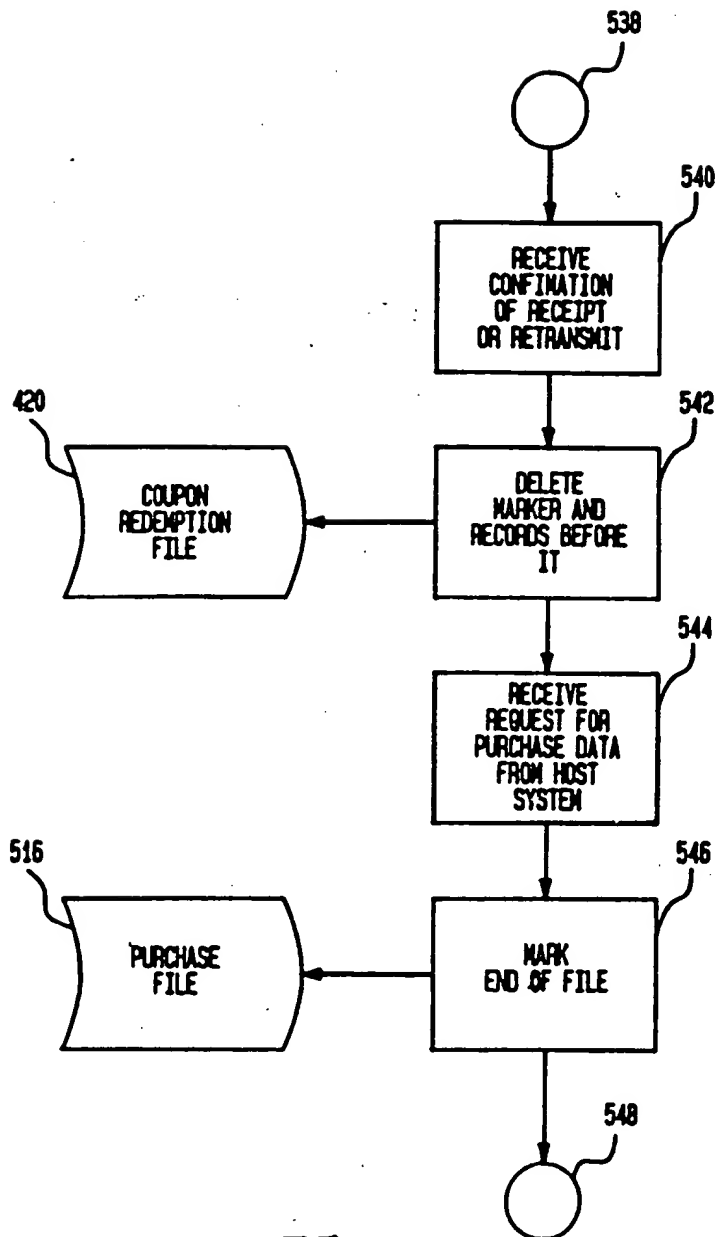 538
540
RECEIVE
CONFIMATION
OF RECEIPT
OR RETRANSMIT
420
542
COUPON
REDEMPTION
FILE
DELETE
MARKER AND
RECORDS BEFORE
IT
544
RECEIVE
REQUEST FOR
PURCHASE DATA
FROM HOST
SYSTEM
516
546
PURCHASE
FILE
MARK
END OF FILE
548